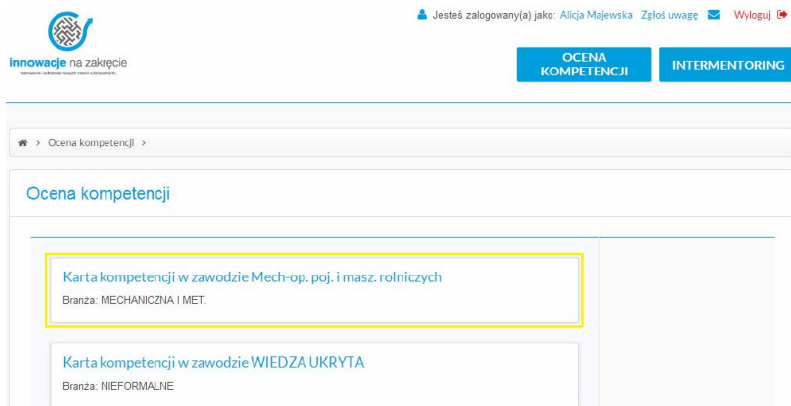 Jesteś zalogowany(a) jako: Alicja Majewska Zgłoś uwagę Wyloguj
innowacje na zakręcie
OCENA
KOMPETENCJI
INTERMENTORING
> Ocena kompetencji >
Ocena kompetencji
Karta kompetencji w zawodzie Mech-op. poj. i masz. rolniczych
Branża: MECHANICZNA I MET.
Karta kompetencji w zawodzie WIEDZA UKRYTA
Branża: NIEFORMALNE